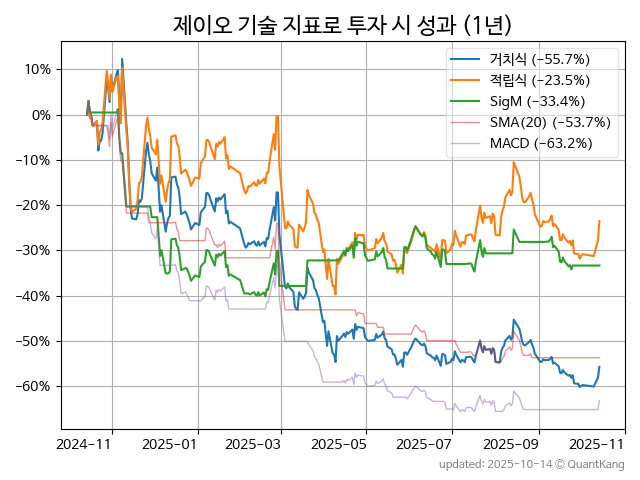 제이오 기술 지표로 투자 시 성과 (1년)
거치식 (−55.7%)
적립식 (−23.5%)
SigM (−33.4%)
SMA(20) (−53.7%)
MACD (−63.2%)
10%
0%
−10%
−20%
−30%
−40%
−50%
−60%
2024−11 2025−01 2025−03 2025−05 2025−07 2025−09 2025−11
updated: 2025-10-14 © QuantKang